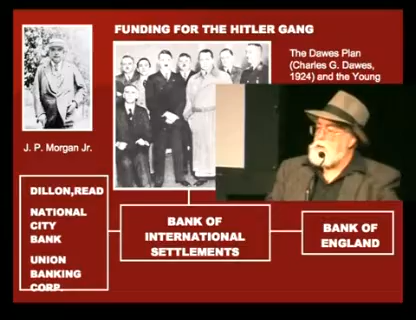 FUNDING FOR THE HITLER GANG
The Dawes Plan
(Charles G. Dawes,
1924) and the Young
J. P. Morgan Jr.
DILLON,READ
NATIONAL
CITY
BANK
UNION
BANKING
CORP.
BANK OF
INTERNATIONAL
SETTLEMENTS
BANK OF
ENGLAND